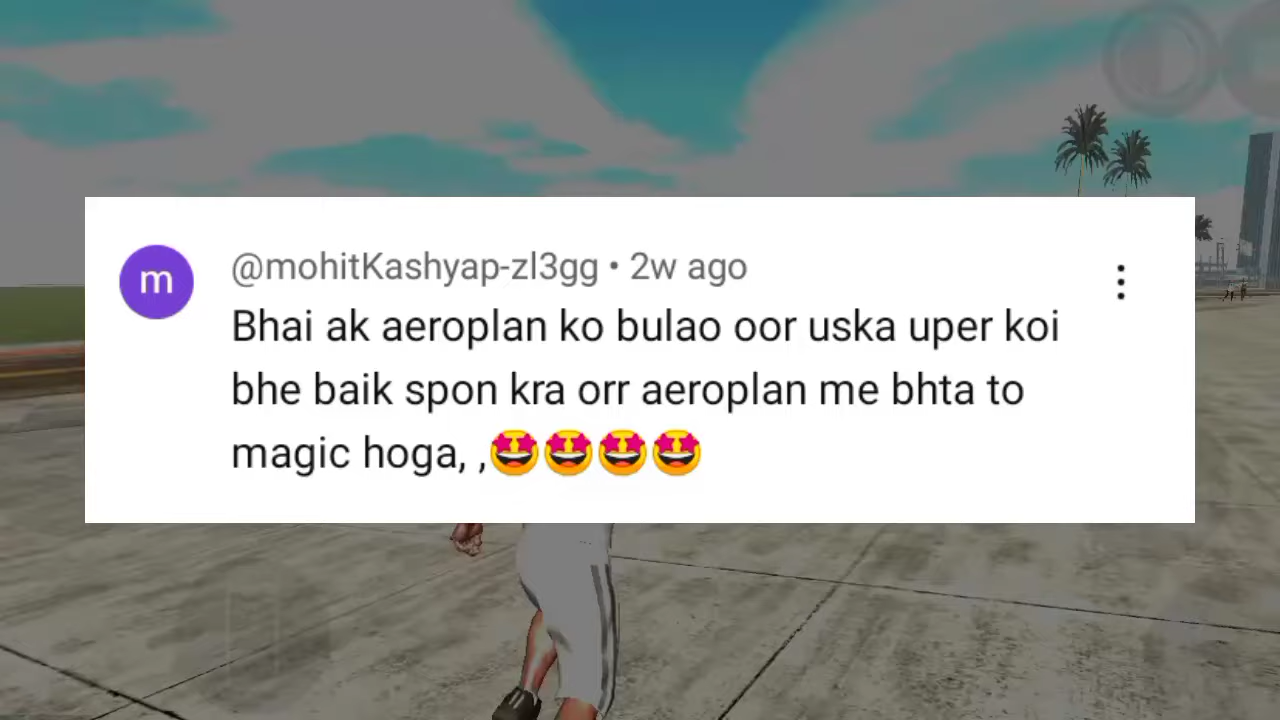 m
@mohitKashyap-zl3gg • 2w ago
Bhai ak aeroplan ko bulao oor uska uper koi
bhe baik spon kra orr aeroplan me bhta to
magic hoga, ,🤩🤩🤩🤩